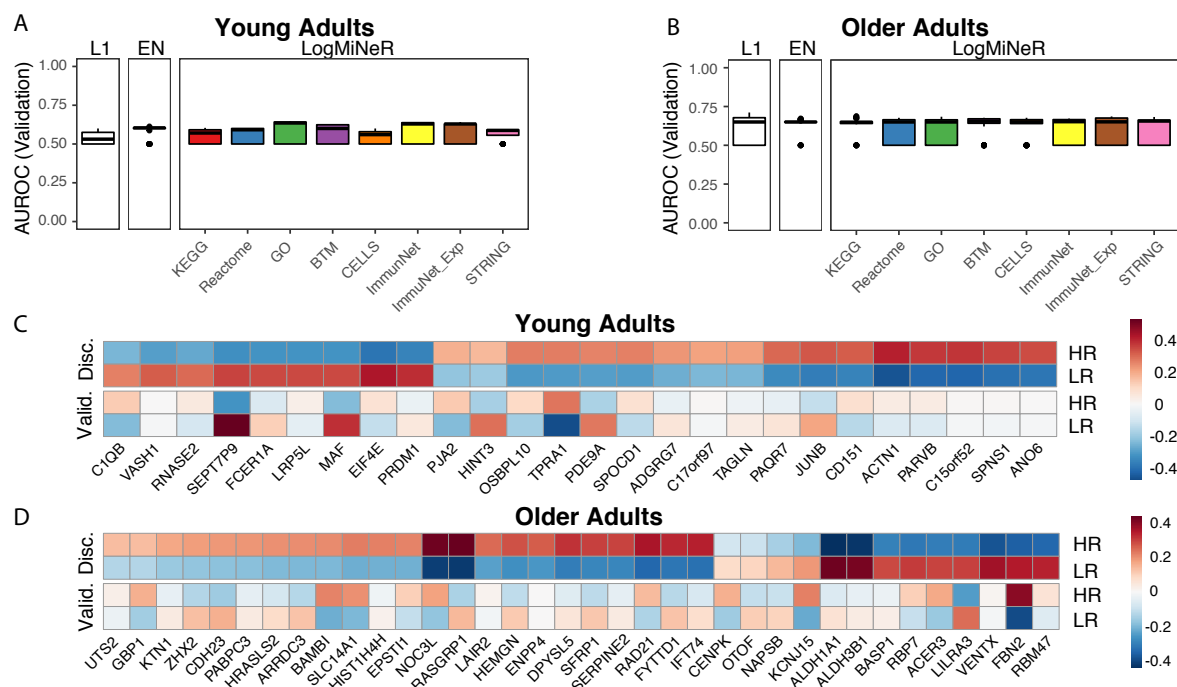 A
Young Adults
L1 EN LogMiNeR
AUROC (Validation)
1.00
0.75
0.50
0.25
0.00
KEGG
Reactome
GO
BTM
CELLS
ImmunNet
ImmuNet_Exp
STRING
B
Older Adults
L1 EN LogMiNeR
AUROC (Validation)
1.00
0.75
0.50
0.25
0.00
KEGG
Reactome
GO
BTM
CELLS
ImmunNet
ImmuNet_Exp
STRING
C
Young Adults
Disc.
HR
LR
Valid.
HR
LR
C1QB
VASH1
RNASE2
SEPT7P9
FCER1A
LRP5L
MAF
EIF4E
PRDM1
PJA2
HINT3
OSBPL10
TPRA1
PDE9A
SPOCD1
ADGRG7
C17orf97
TAGLN
PAQR7
JUNB
CD151
ACTN1
PARVB
C15orf52
SPNS1
ANO6
0.4
0.2
0
-0.2
-0.4
D
Older Adults
Disc.
HR
LR
Valid.
HR
LR
UTS2
GBP1
KTN1
ZHX2
CDH23
PABPC3
HRASLS2
ARRDC3
BAMBI
SLC14A1
HIST1H4H
EPSTI1
NOC3L
RASGRP1
LAIR2
HEMGN
ENPP4
DPYSL5
SFRP1
SERPINE2
RAD21
FYTTD1
IFT74
CENPK
OTOF
NAPSB
KCNJ15
ALDH1A1
ALDH3B1
BASP1
RBP7
ACER3
LILRA3
VENTX
FBN2
RBM47
0.4
0.2
0
-0.2
-0.4